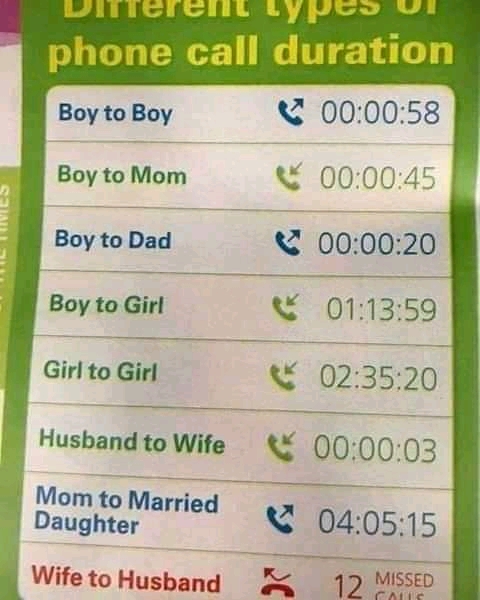 Different types of
phone call duration
Boy to Boy 00:00:58
Boy to Mom 00:00:45
Boy to Dad 00:00:20
Boy to Girl 01:13:59
Girl to Girl 02:35:20
Husband to Wife 00:00:03
Mom to Married
Daughter 04:05:15
Wife to Husband 12 MISSED
CALLS
TIMES